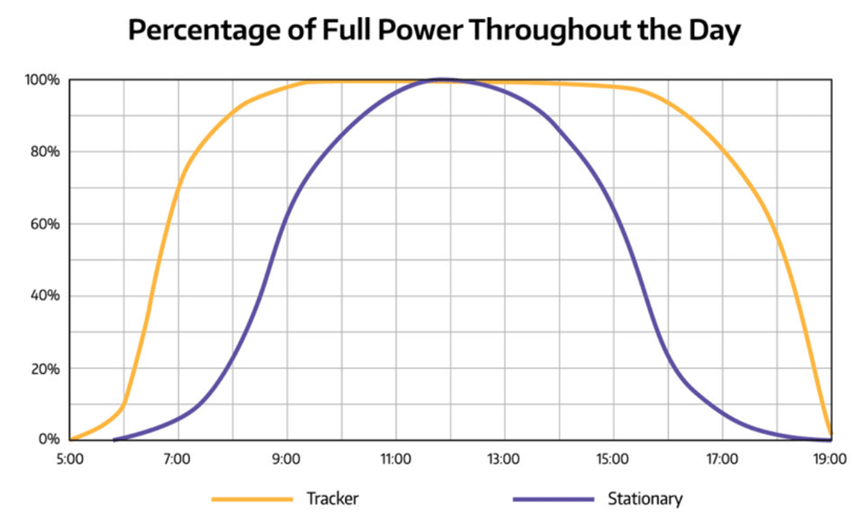 Percentage of Full Power Throughout the Day
100%
80%
60%
40%
20%
0%
5:00 7:00 9:00 11:00 13:00 15:00 17:00 19:00
Tracker Stationary